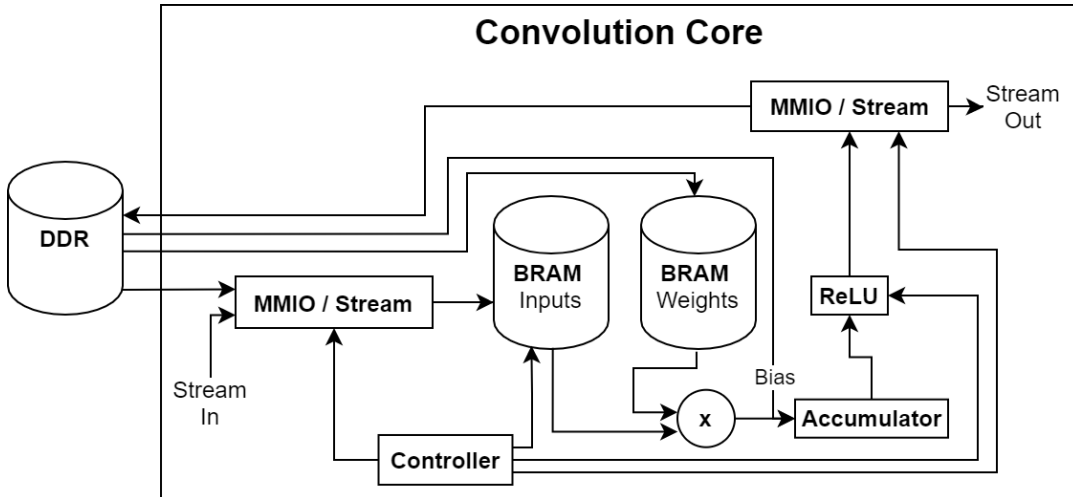 Convolution Core
MMIO / Stream
Stream
Out
DDR
BRAM
Inputs
BRAM
Weights
MMIO / Stream
ReLU
Stream
In
Bias
x
Accumulator
Controller